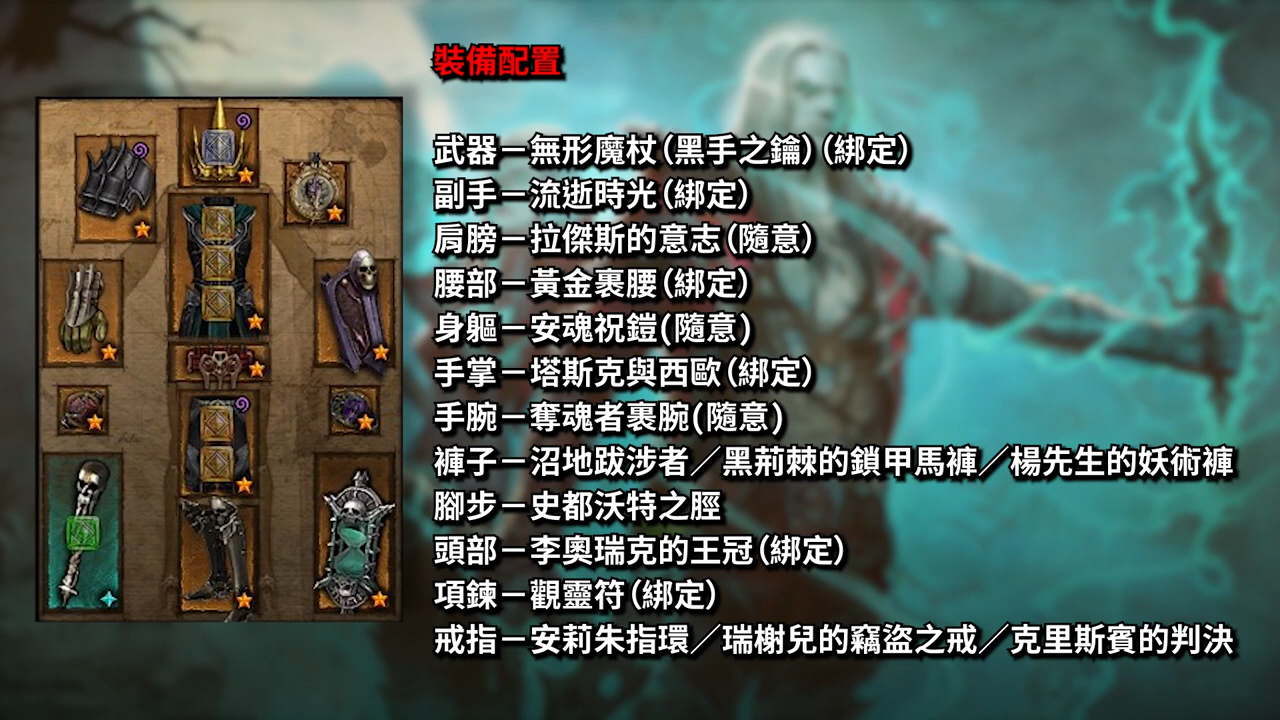 裝備配置
武器－無形魔杖(黑手之鑰)(綁定)
副手－流逝時光(綁定)
肩膀－拉傑斯的意志(隨意)
腰部－黃金裹腰(綁定)
身軀－安魂祝鎧(隨意)
手掌－塔斯克與西歐(綁定)
手腕－奪魂者裹腕(隨意)
褲子－沼地跋涉者／黑荊棘的鎖甲馬褲／楊先生的妖術褲
腳步－史都沃特之脛
頭部－李奧瑞克的王冠(綁定)
項鍊－觀靈符(綁定)
戒指－安莉朱指環／瑞榭兒的竊盜之戒／克里斯賓的判決